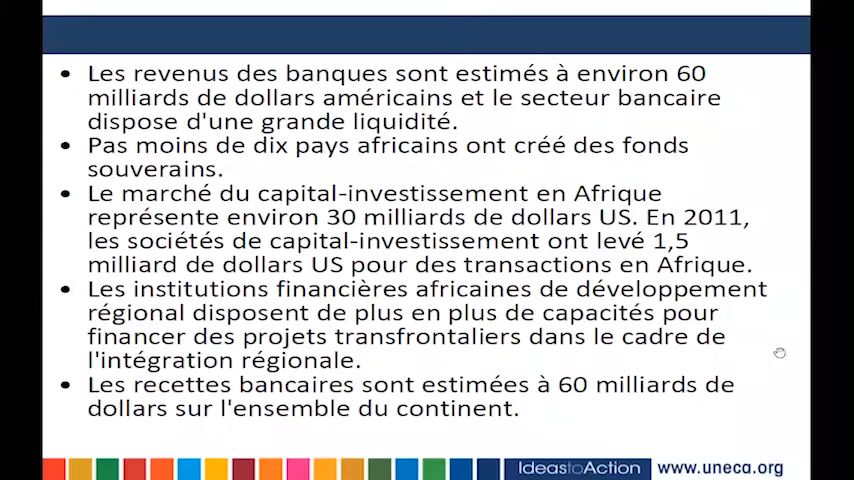 • Les revenus des banques sont estimés à environ 60
milliards de dollars américains et le secteur bancaire
dispose d'une grande liquidité.
• Pas moins de dix pays africains ont créé des fonds
souverains.
• Le marché du capital-investissement en Afrique
représente environ 30 milliards de dollars US. En 2011,
les sociétés de capital-investissement ont levé 1,5
milliard de dollars US pour des transactions en Afrique.
• Les institutions financières africaines de développement
régional disposent de plus en plus de capacités pour
financer des projets transfrontaliers dans le cadre de
l'intégration régionale.
• Les recettes bancaires sont estimées à 60 milliards de
dollars sur l'ensemble du continent.
IdeastoAction www.uneca.org